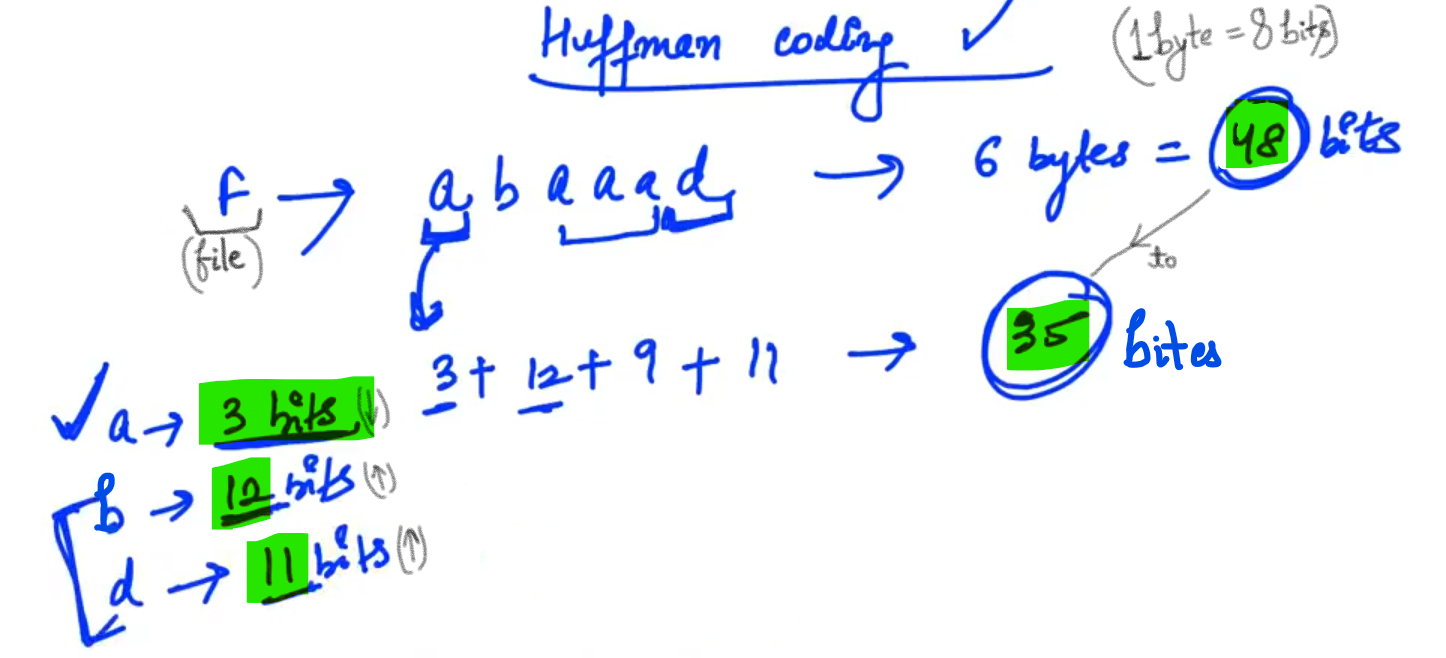 Huffman coding ✓ (1 byte = 8 bits)
f → a b a a a d → 6 bytes = 48 bits
(file)
to
3 + 12 + 9 + 11 → 35 bites
✓ a → 3 bits (↓)
b → 12 bits (↑)
d → 11 bits (↑)